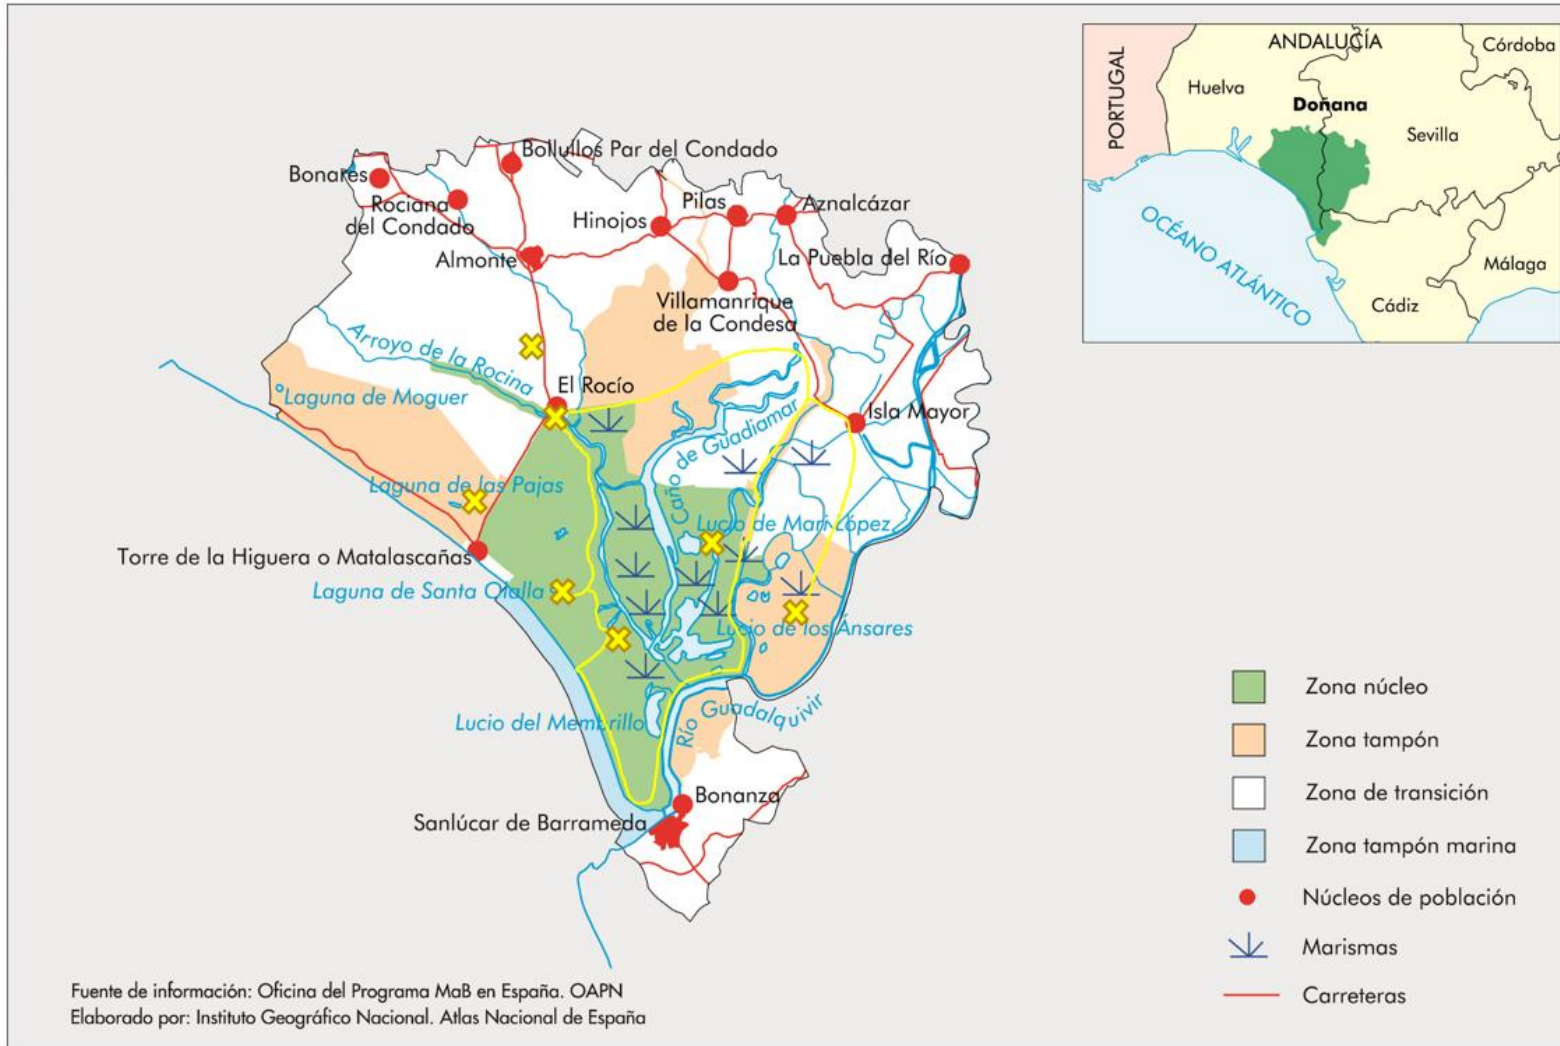 PORTUGAL
ANDALUCÍA
Córdoba
Huelva
Doñana
Sevilla
OCÉANO ATLÁNTICO
Málaga
Cádiz
Bollullos Par del Condado
Bonares
Rociana
del Condado
Pilas
Aznalcázar
Hinojos
Almonte
La Puebla del Río
Villamanrique
de la Condesa
Arroyo de la Rocina
El Rocío
Laguna de Moguer
Isla Mayor
Caño de Guadiamar
Laguna de las Pajas
Lucio de Mari López
Torre de la Higuera o Matalascañas
Laguna de Santa Olalla
Lucio de los Ánsares
Lucio del Membrillo
Río Guadalquivir
Bonanza
Sanlúcar de Barrameda
Zona núcleo
Zona tampón
Zona de transición
Zona tampón marina
Núcleos de población
Marismas
Carreteras
Fuente de información: Oficina del Programa MaB en España. OAPN
Elaborado por: Instituto Geográfico Nacional. Atlas Nacional de España